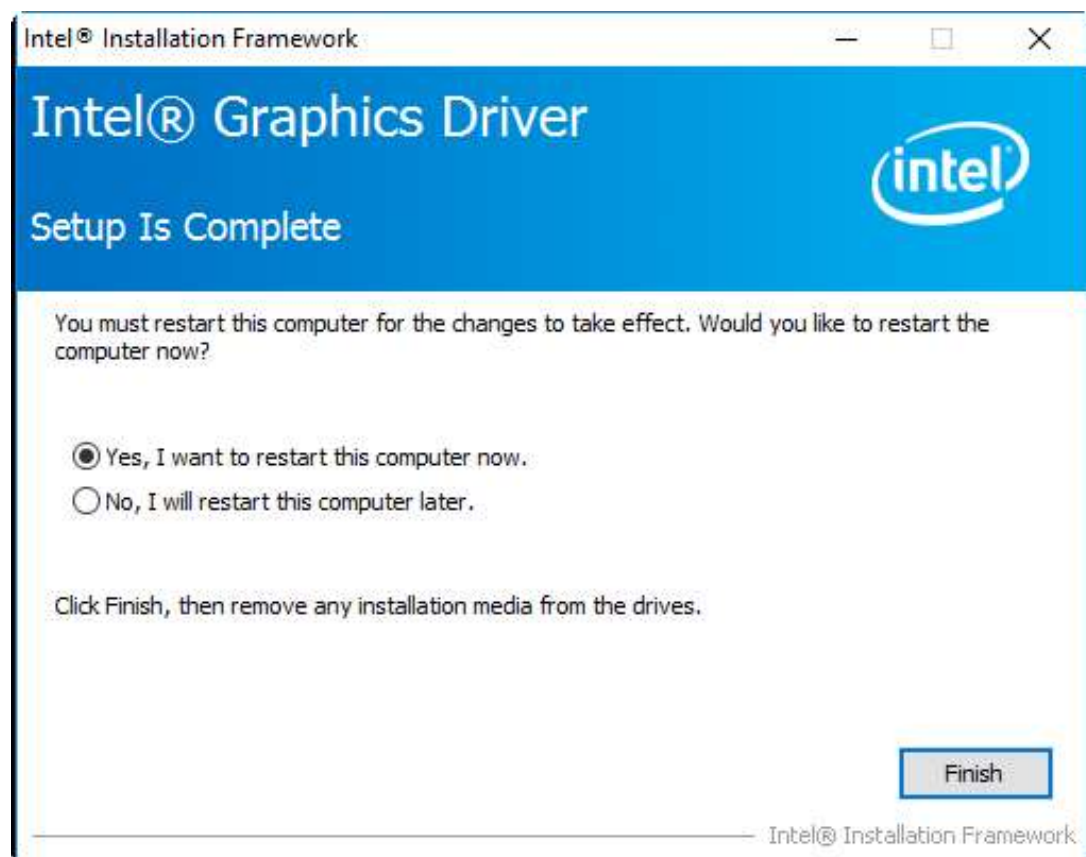 Intel® Installation Framework
Intel® Graphics Driver
intel
Setup Is Complete
You must restart this computer for the changes to take effect. Would you like to restart the
computer now?
Yes, I want to restart this computer now.
No, I will restart this computer later.
Click Finish, then remove any installation media from the drives.
Finish
Intel® Installation Framework